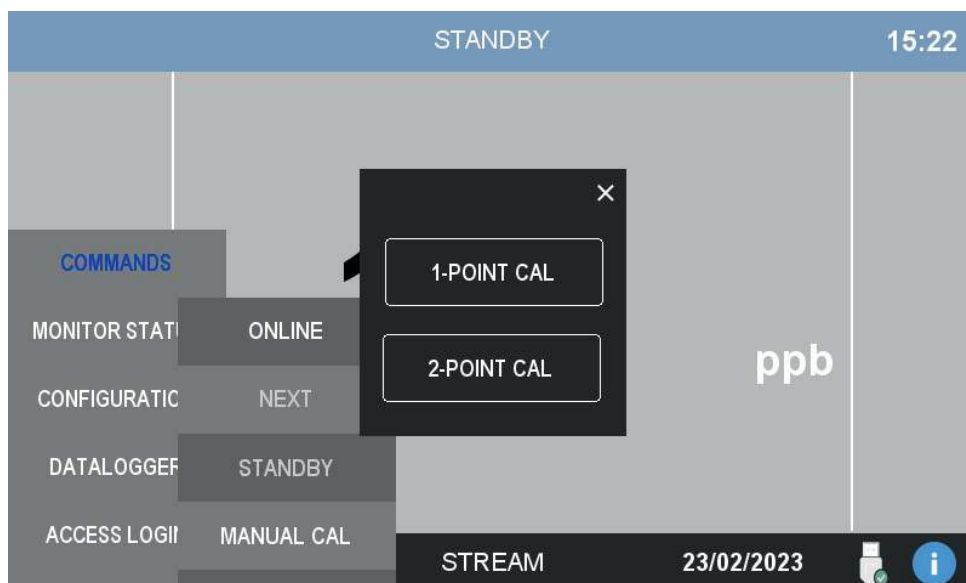 STANDBY 15:22
COMMANDS
MONITOR STAT
CONFIGURATIO
DATALOGGER
ACCESS LOGI
ONLINE
NEXT
STANDBY
MANUAL CAL
1-POINT CAL
2-POINT CAL
ppb
STREAM 23/02/2023